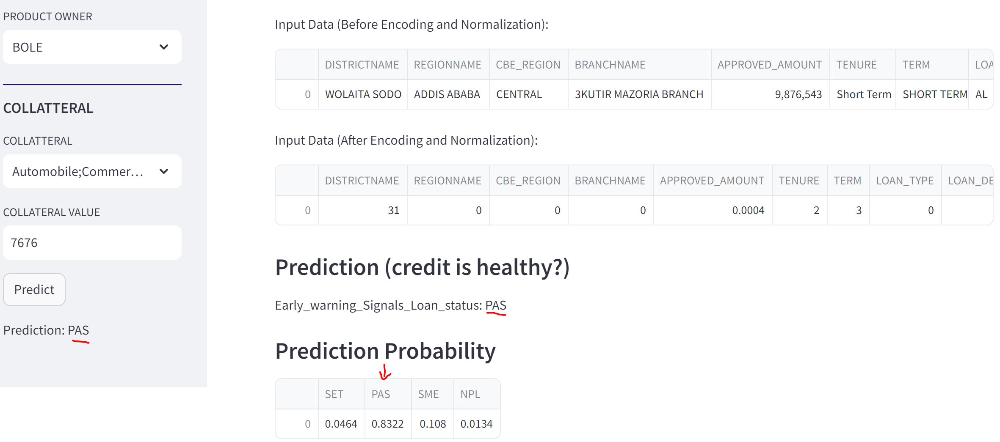 PRODUCT OWNER
BOLE
COLLATTERAL
COLLATTERAL
Automobile;Commer...
COLLATERAL VALUE
7676
Predict
Prediction: PAS
Input Data (Before Encoding and Normalization):
DISTRICTNAME REGIONNAME CBE_REGION BRANCHNAME APPROVED_AMOUNT TENURE TERM LOA
0 WOLAITA SODO ADDIS ABABA CENTRAL 3KUTIR MAZORIA BRANCH 9,876,543 Short Term SHORT TERM AL
Input Data (After Encoding and Normalization):
DISTRICTNAME REGIONNAME CBE_REGION BRANCHNAME APPROVED_AMOUNT TENURE TERM LOAN_TYPE LOAN_DE
0 31 0 0 0 0.0004 2 3 0
Prediction (credit is healthy?)
Early_warning_Signals_Loan_status: PAS
Prediction Probability
SET PAS SME NPL
0 0.0464 0.8322 0.108 0.0134